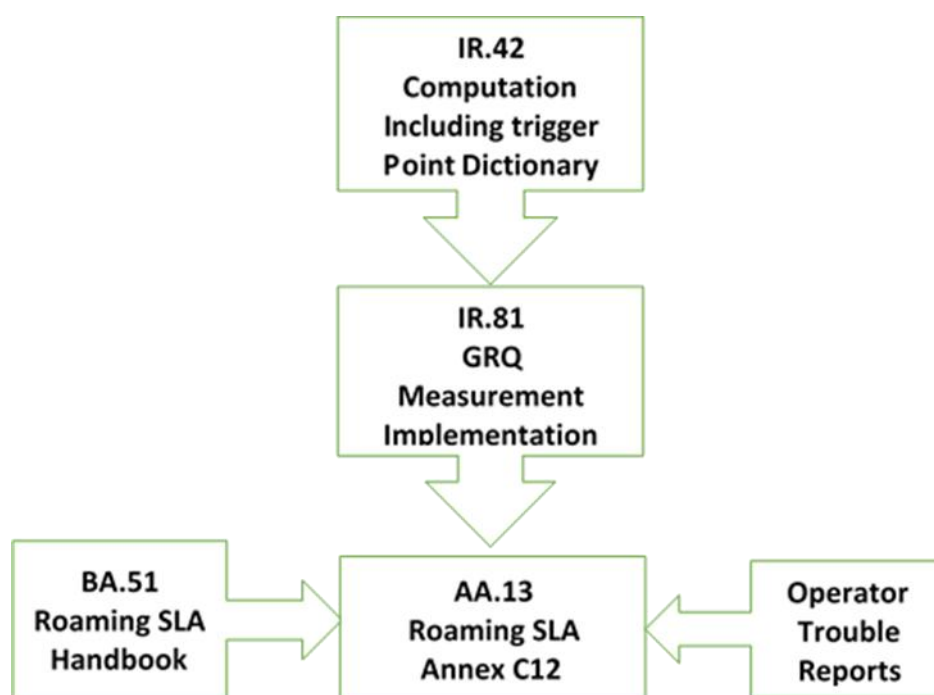 IR.42
Computation
Including trigger
Point Dictionary
IR.81
GRQ
Measurement
Implementation
BA.51
Roaming SLA
Handbook
AA.13
Roaming SLA
Annex C12
Operator
Trouble
Reports